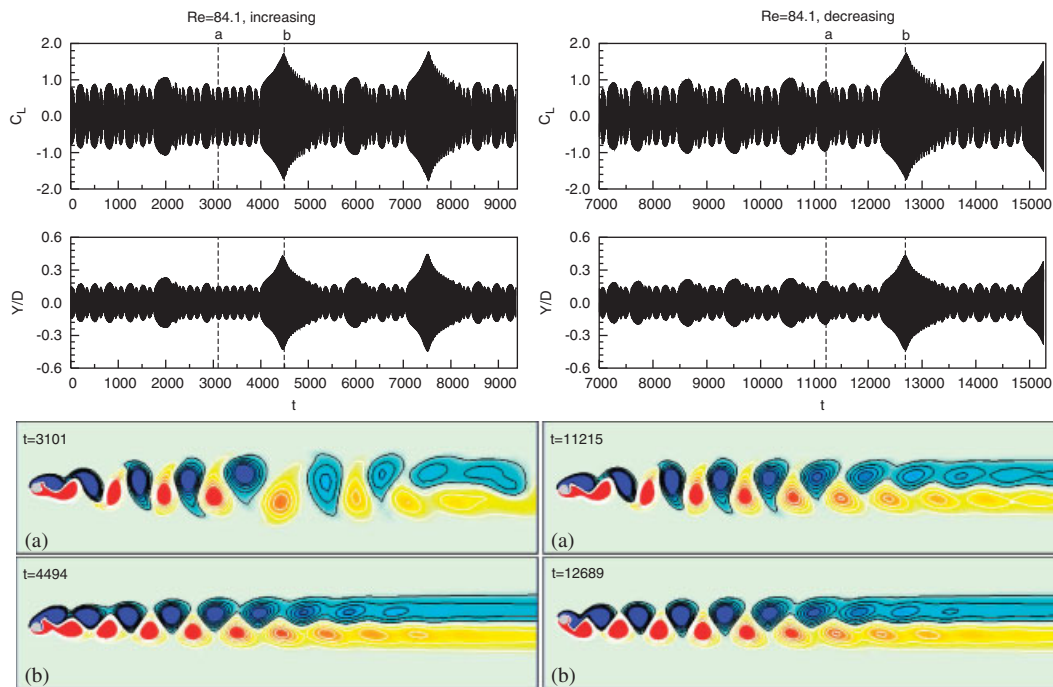 Re=84.1, increasing
a b
2.0
1.0
0.0
-1.0
-2.0
C_L
0 1000 2000 3000 4000 5000 6000 7000 8000 9000
0.6
0.3
0.0
-0.3
-0.6
Y/D
0 1000 2000 3000 4000 5000 6000 7000 8000 9000
t
Re=84.1, decreasing
a b
2.0
1.0
0.0
-1.0
-2.0
C_L
7000 8000 9000 10000 11000 12000 13000 14000 15000
0.6
0.3
0.0
-0.3
-0.6
Y/D
7000 8000 9000 10000 11000 12000 13000 14000 15000
t
t=3101
(a)
t=11215
(a)
t=4494
(b)
t=12689
(b)